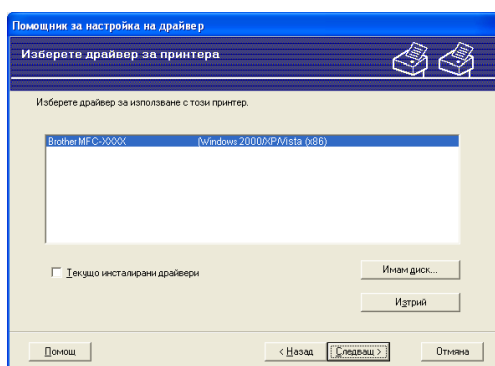 Помощник за настройка на драйвер
Изберете драйвер за принтера
Изберете драйвер за използване с този принтер.
Brother MFC-XXXX (Windows 2000/XP/Vista (x86)
Текущо инсталирани драйвери
Имам диск...
Изтрий
Помощ
< Назад
Следващ >
Отмяна